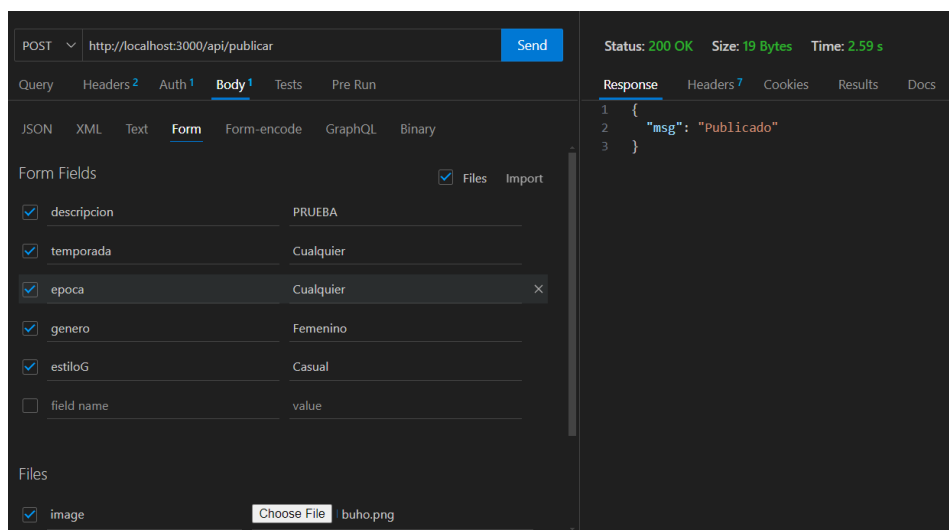 POST http://localhost:3000/api/publicar Send
Query Headers 2 Auth 1 Body 1 Tests Pre Run
JSON XML Text Form Form-encode GraphQL Binary
Form Fields Files Import
descripcion PRUEBA
temporada Cualquier
epoca Cualquier
genero Femenino
estiloG Casual
field name value
Files
image Choose File buho.png
Status: 200 OK Size: 19 Bytes Time: 2.59 s
Response Headers 7 Cookies Results Docs
1 {
2 "msg": "Publicado"
3 }